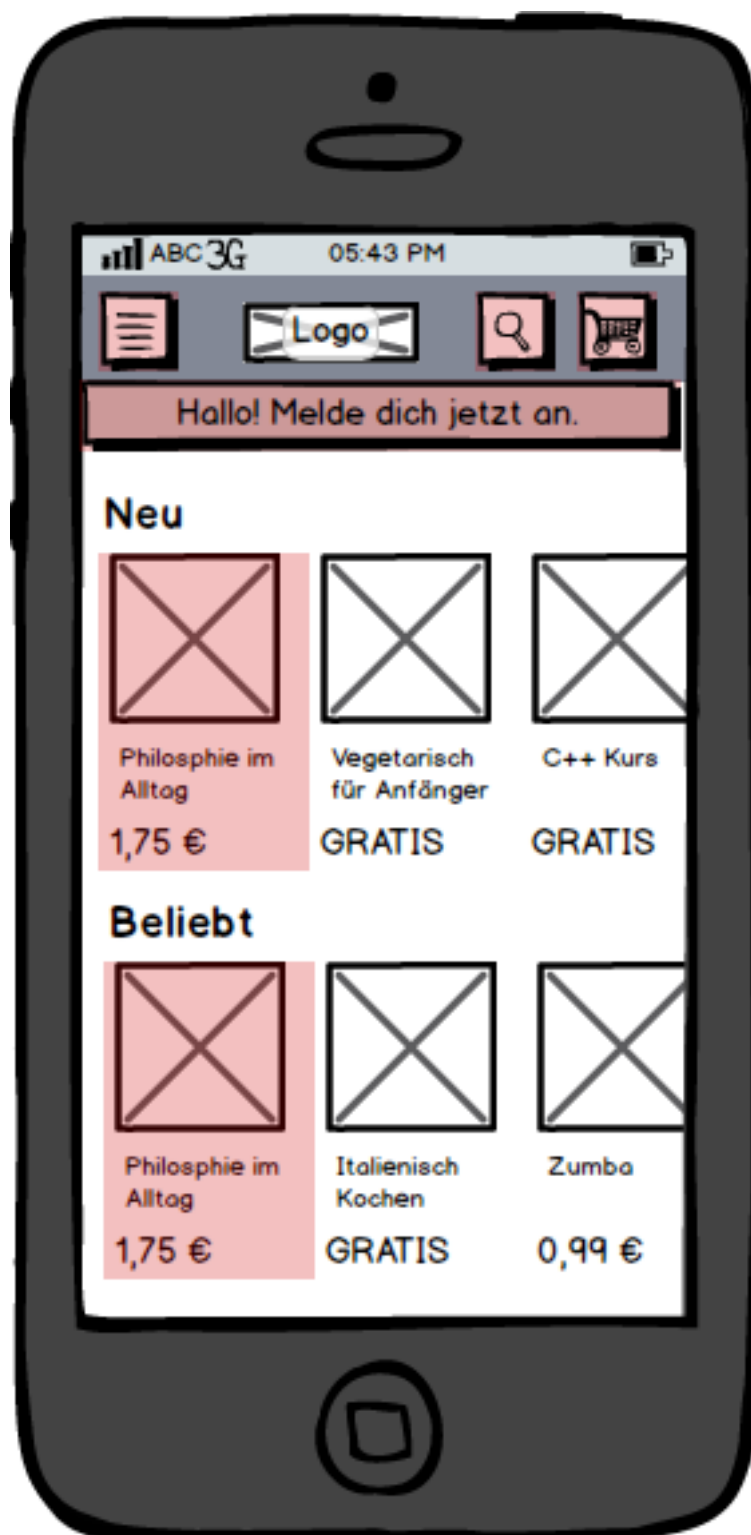 ABC 3G 05:43 PM
Logo
Hallo! Melde dich jetzt an.
Neu
Philosphie im Vegetarisch C++ Kurs
Alltag für Anfänger
1,75 € GRATIS GRATIS
Beliebt
Philosphie im Italienisch Zumba
Alltag Kochen
1,75 € GRATIS 0,99 €